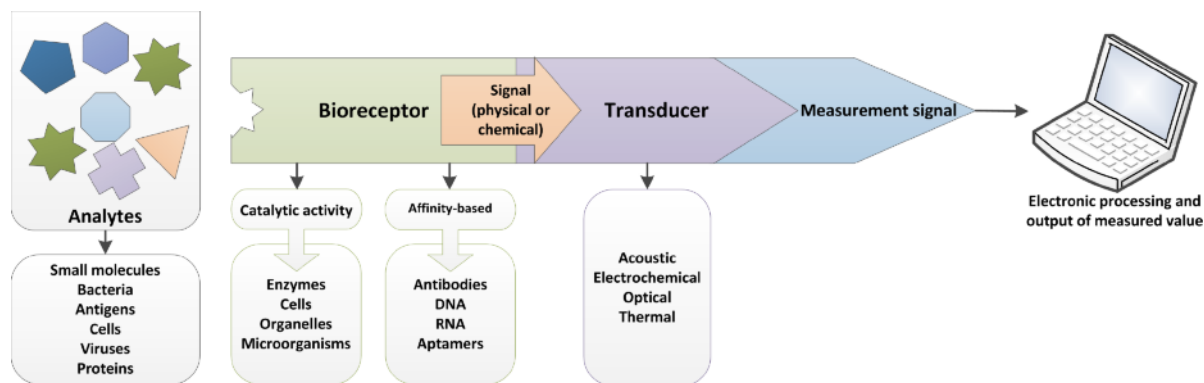 Analytes
Small molecules
Bacteria
Antigens
Cells
Viruses
Proteins
Bioreceptor
Signal
(physical or
chemical)
Transducer
Measurement signal
Catalytic activity
Enzymes
Cells
Organelles
Microorganisms
Affinity-based
Antibodies
DNA
RNA
Aptamers
Acoustic
Electrochemical
Optical
Thermal
Electronic processing and
output of measured value